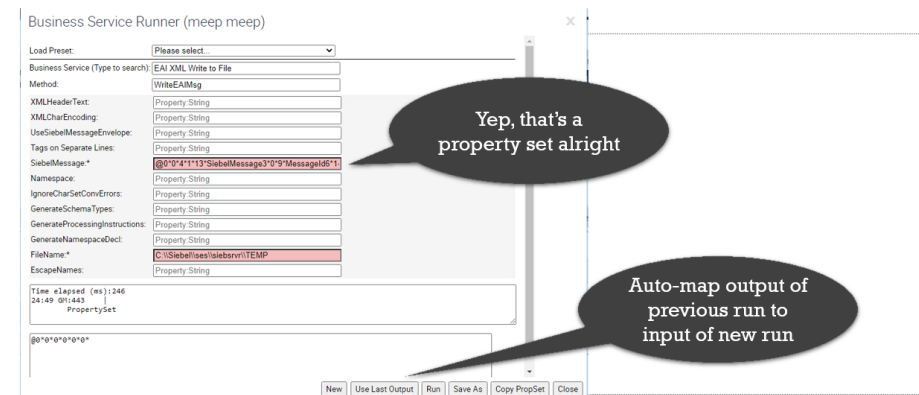 Business Service Runner (meep meep)
x
Load Preset: Please select...
Business Service (Type to search): EAI XML Write to File
Method: WriteEAIMsg
XMLHeaderText: Property:String
XMLCharEncoding: Property:String
UseSiebelMessageEnvelope: Property:String
Tags on Separate Lines: Property:String
SiebelMessage:* @0*0*4*1*13*SiebelMessage3*0*9*MessageId6*1-
Namespace: Property:String
IgnoreCharSetConvErrors: Property:String
GenerateSchemaTypes: Property:String
GenerateProcessingInstructions: Property:String
GenerateNamespaceDecl: Property:String
FileName:* C:\\Siebel\\ses\\siebsrvr\\TEMP
EscapeNames: Property:String
Yep, that's a
property set alright
Time elapsed (ms):246
24:49 GM:443 |
PropertySet
Auto-map output of
previous run to
input of new run
@0*0*0*0*0*0*
New Use Last Output Run Save As Copy PropSet Close